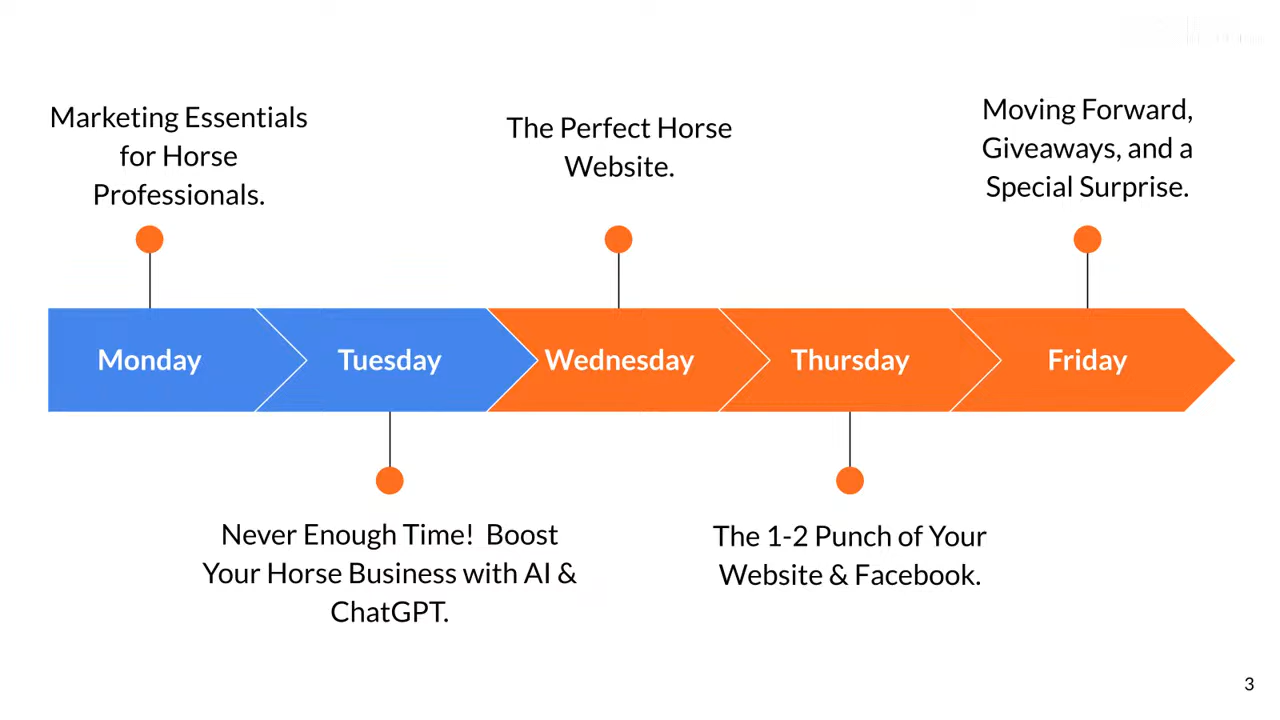 Marketing Essentials
for Horse
Professionals.
The Perfect Horse
Website.
Moving Forward,
Giveaways, and a
Special Surprise.
Monday
Tuesday
Wednesday
Thursday
Friday
Never Enough Time!  Boost
Your Horse Business with AI &
ChatGPT.
The 1-2 Punch of Your
Website & Facebook.
3